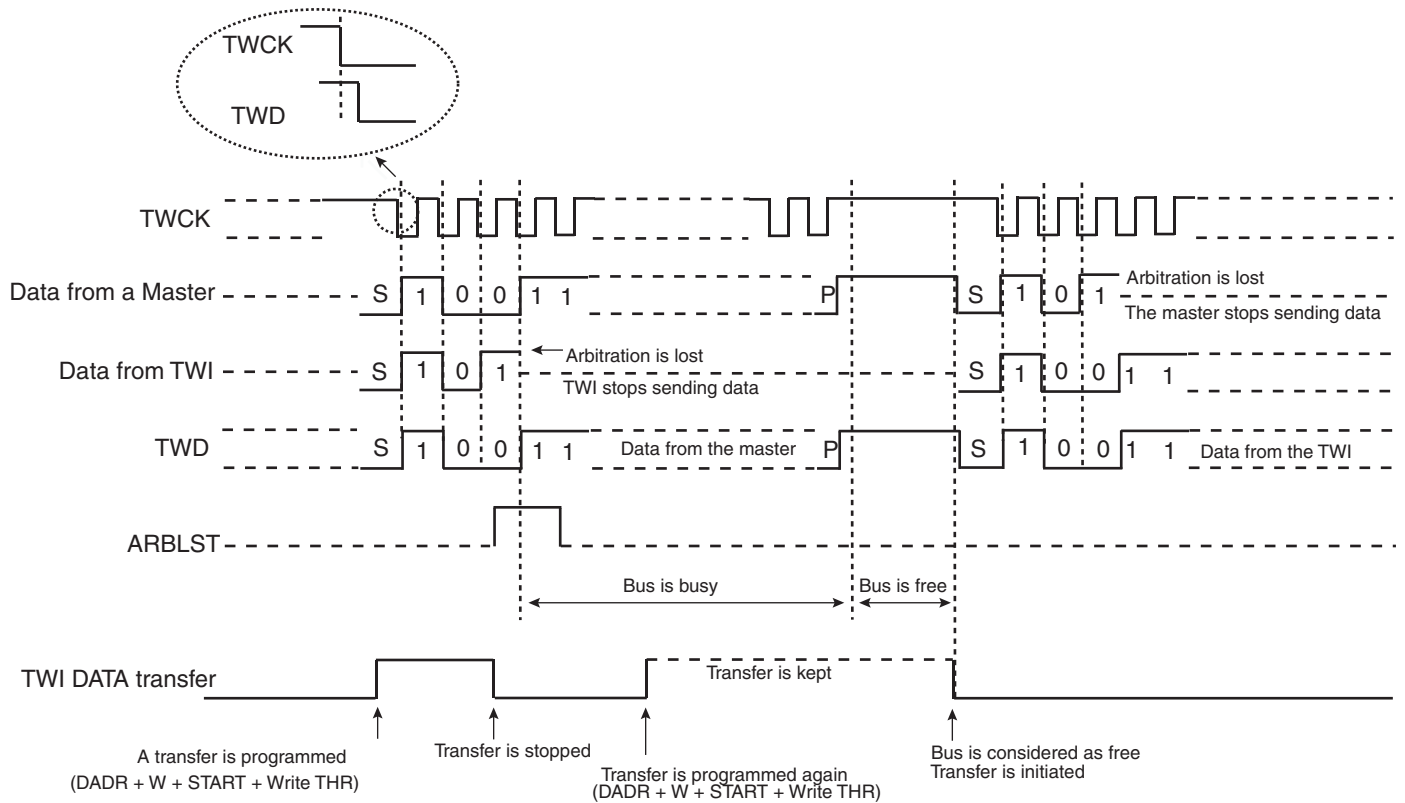 TWCK
TWD
TWCK
Data from a Master S 1 0 0 1 1 P S 1 0 1 Arbitration is lost
The master stops sending data
Data from TWI S 1 0 1 Arbitration is lost S 1 0 0 1 1
TWI stops sending data
TWD S 1 0 0 1 1 Data from the master P S 1 0 0 1 1 Data from the TWI
ARBLST
Bus is busy Bus is free
TWI DATA transfer Transfer is kept
A transfer is programmed
(DADR + W + START + Write THR)
Transfer is stopped
Transfer is programmed again
(DADR + W + START + Write THR)
Bus is considered as free
Transfer is initiated